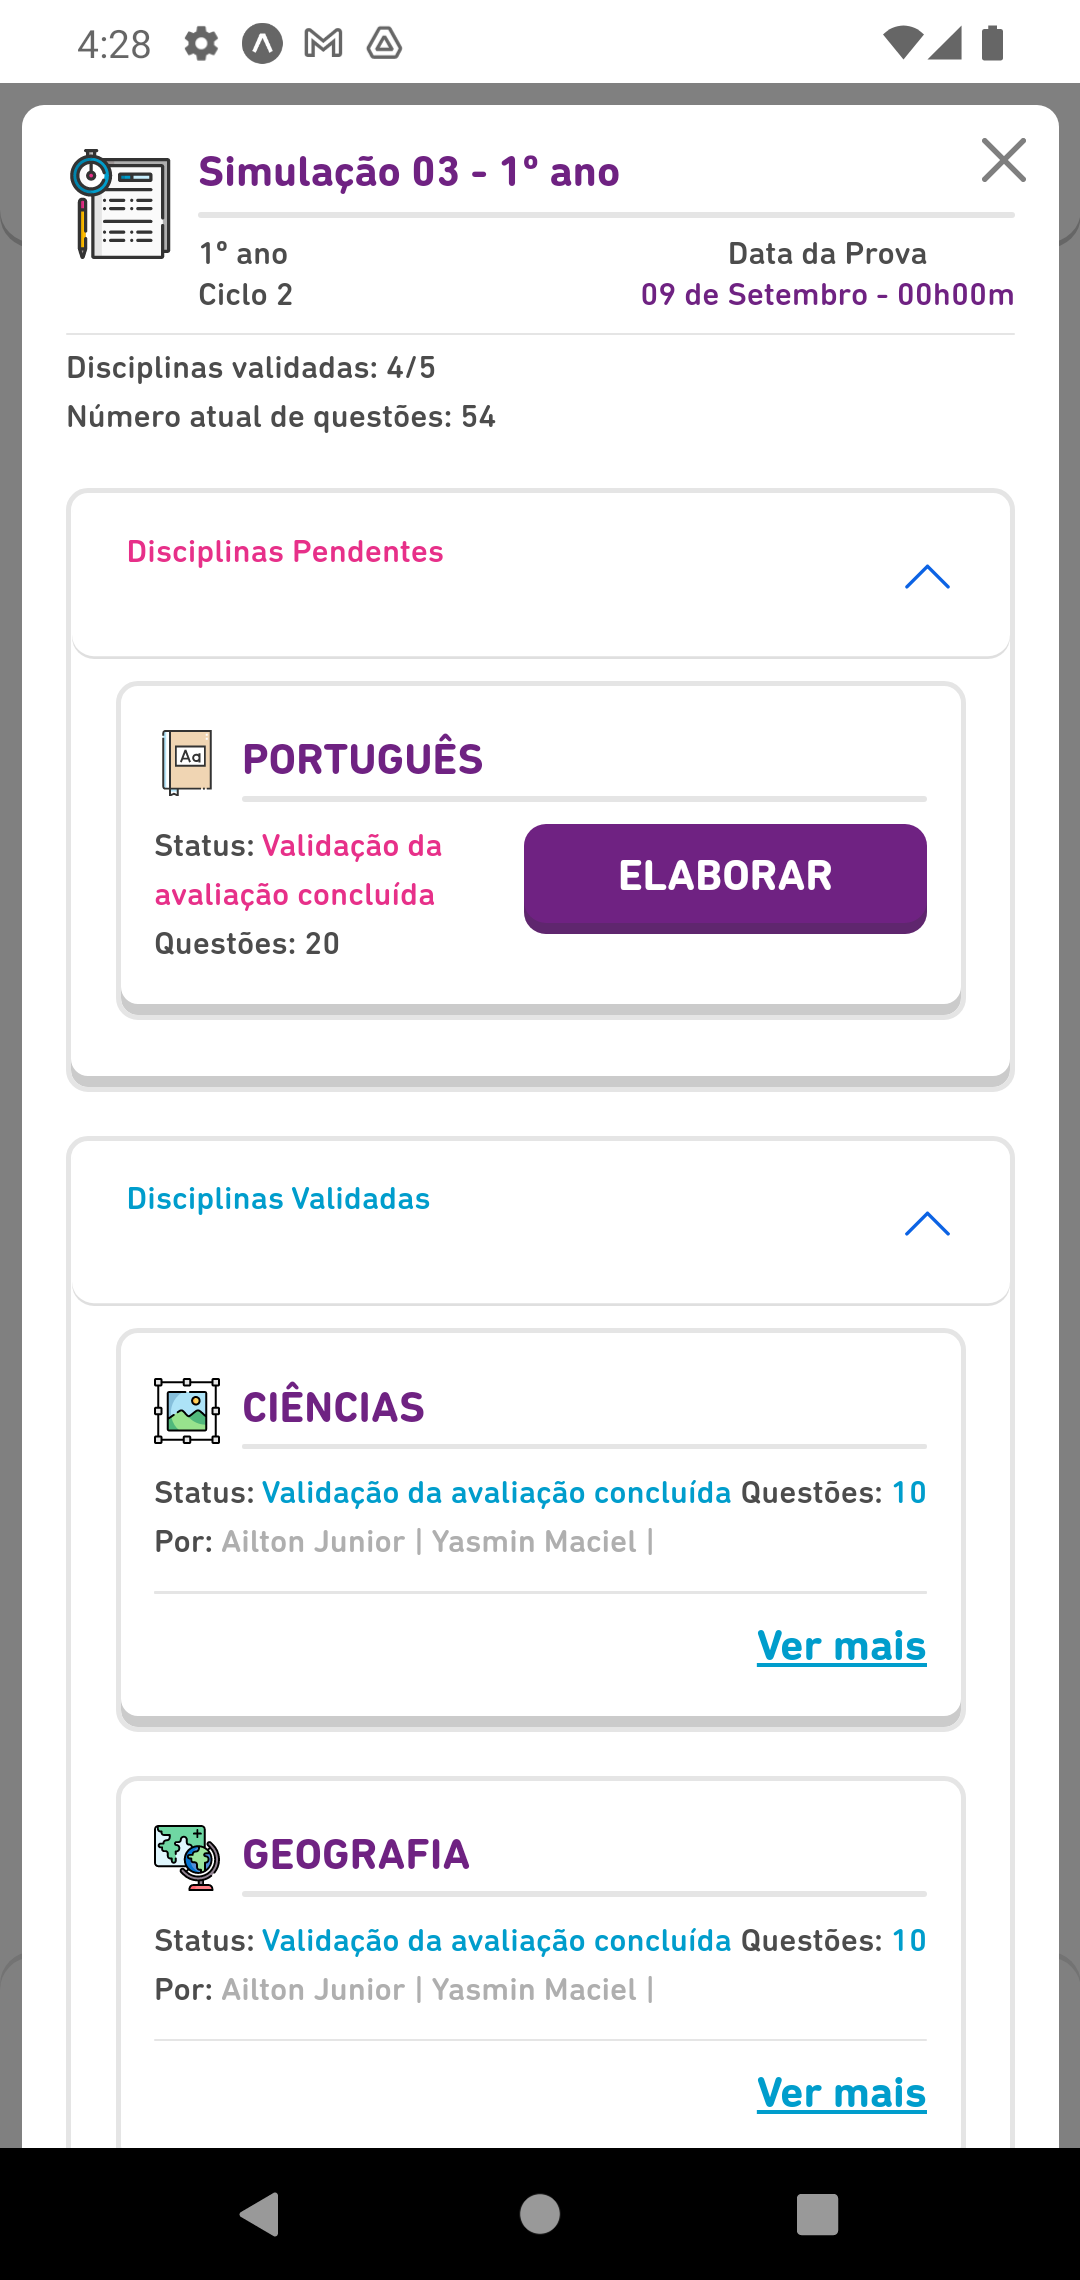 4:28
Simulação 03 - 1º ano
1º ano
Data da Prova
Ciclo 2
09 de Setembro - 00h00m
Disciplinas validadas: 4/5
Número atual de questões: 54
Disciplinas Pendentes
Aa
PORTUGUÊS
Status: Validação da
avaliação concluída
Questões: 20
ELABORAR
Disciplinas Validadas
CIÊNCIAS
Status: Validação da avaliação concluída Questões: 10
Por: Ailton Junior | Yasmin Maciel |
Ver mais
GEOGRAFIA
Status: Validação da avaliação concluída Questões: 10
Por: Ailton Junior | Yasmin Maciel |
Ver mais